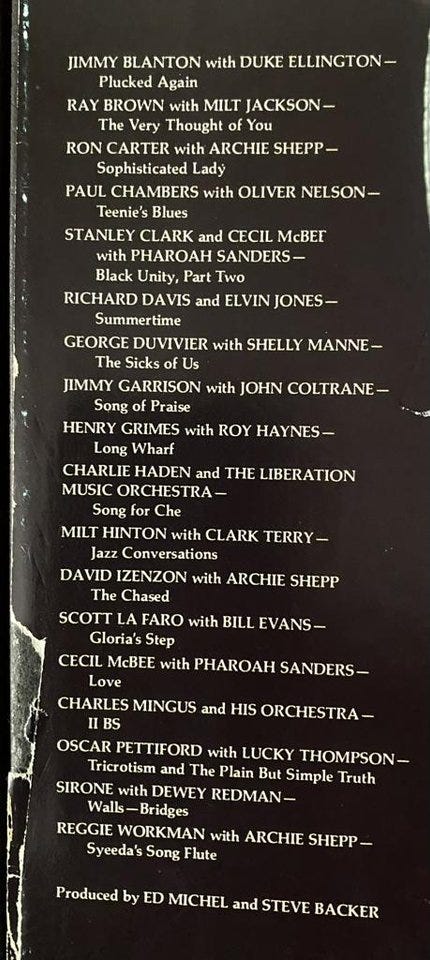 JIMMY BLANTON with DUKE ELLINGTON—
Plucked Again
RAY BROWN with MILT JACKSON—
The Very Thought of You
RON CARTER with ARCHIE SHEPP—
Sophisticated Lady
PAUL CHAMBERS with OLIVER NELSON—
Teenie's Blues
STANLEY CLARK and CECIL McBEE
with PHAROAH SANDERS—
Black Unity, Part Two
RICHARD DAVIS and ELVIN JONES—
Summertime
GEORGE DUVIVIER with SHELLY MANNE—
The Sicks of Us
JIMMY GARRISON with JOHN COLTRANE—
Song of Praise
HENRY GRIMES with ROY HAYNES—
Long Wharf
CHARLIE HADEN and THE LIBERATION
MUSIC ORCHESTRA—
Song for Che
MILT HINTON with CLARK TERRY—
Jazz Conversations
DAVID IZENZON with ARCHIE SHEPP
The Chased
SCOTT LA FARO with BILL EVANS—
Gloria's Step
CECIL McBEE with PHAROAH SANDERS—
Love
CHARLES MINGUS and HIS ORCHESTRA—
II BS
OSCAR PETTIFORD with LUCKY THOMPSON—
Tricrotism and The Plain But Simple Truth
SIRONE with DEWEY REDMAN—
Walls—Bridges
REGGIE WORKMAN with ARCHIE SHEPP—
Syeeda's Song Flute
Produced by ED MICHEL and STEVE BACKER